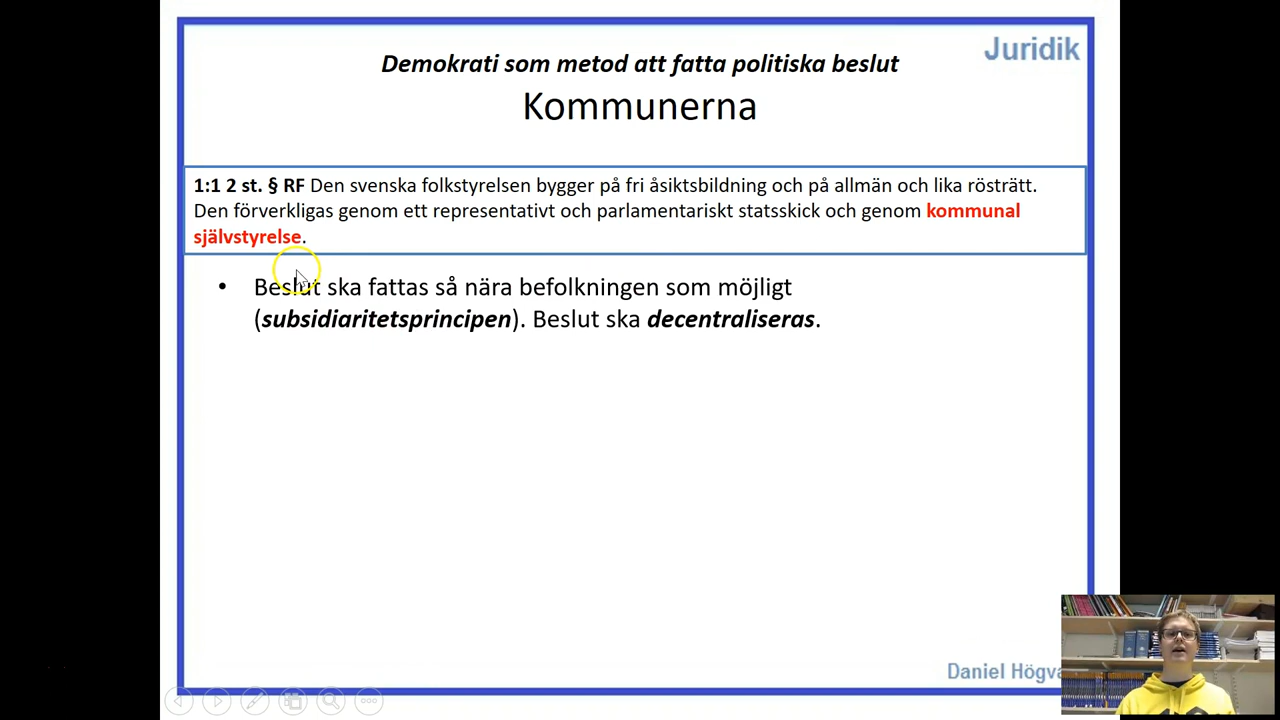 Juridik
Demokrati som metod att fatta politiska beslut
Kommunerna
1:1 2 st. § RF Den svenska folkstyrelsen bygger på fri åsiktsbildning och på allmän och lika rösträtt.
Den förverkligas genom ett representativt och parlamentariskt statsskick och genom kommunal
självstyrelse.
• Beslut ska fattas så nära befolkningen som möjligt
(subsidiaritetsprincipen). Beslut ska decentraliseras.
Daniel